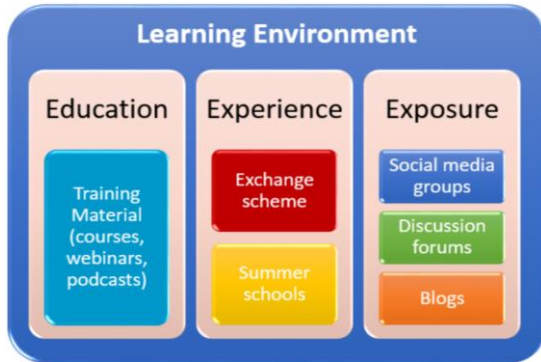 Learning Environment
Education
Training
Material
(courses,
webinars,
podcasts)
Experience
Exchange
scheme
Summer
schools
Exposure
Social media
groups
Discussion
forums
Blogs